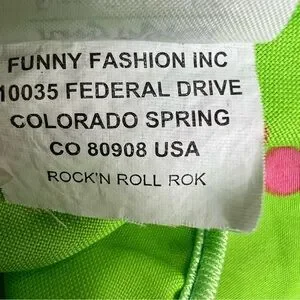 FUNNY FASHION INC
10035 FEDERAL DRIVE
COLORADO SPRING
CO 80908 USA
ROCK'N ROLL ROK